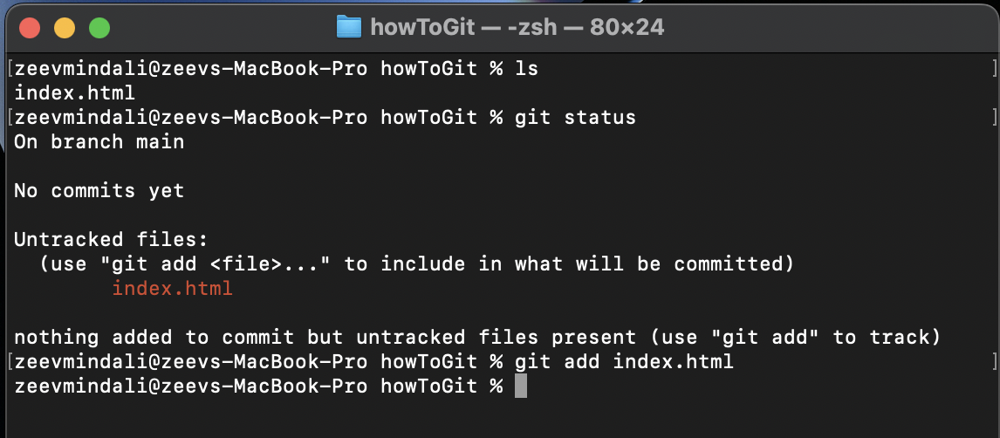 howToGit — -zsh — 80×24
[zeevmindali@zeevs-MacBook-Pro howToGit % ls ]
index.html
[zeevmindali@zeevs-MacBook-Pro howToGit % git status ]
On branch main
No commits yet
Untracked files:
(use "git add <file>..." to include in what will be committed)
index.html
nothing added to commit but untracked files present (use "git add" to track)
[zeevmindali@zeevs-MacBook-Pro howToGit % git add index.html ]
zeevmindali@zeevs-MacBook-Pro howToGit %